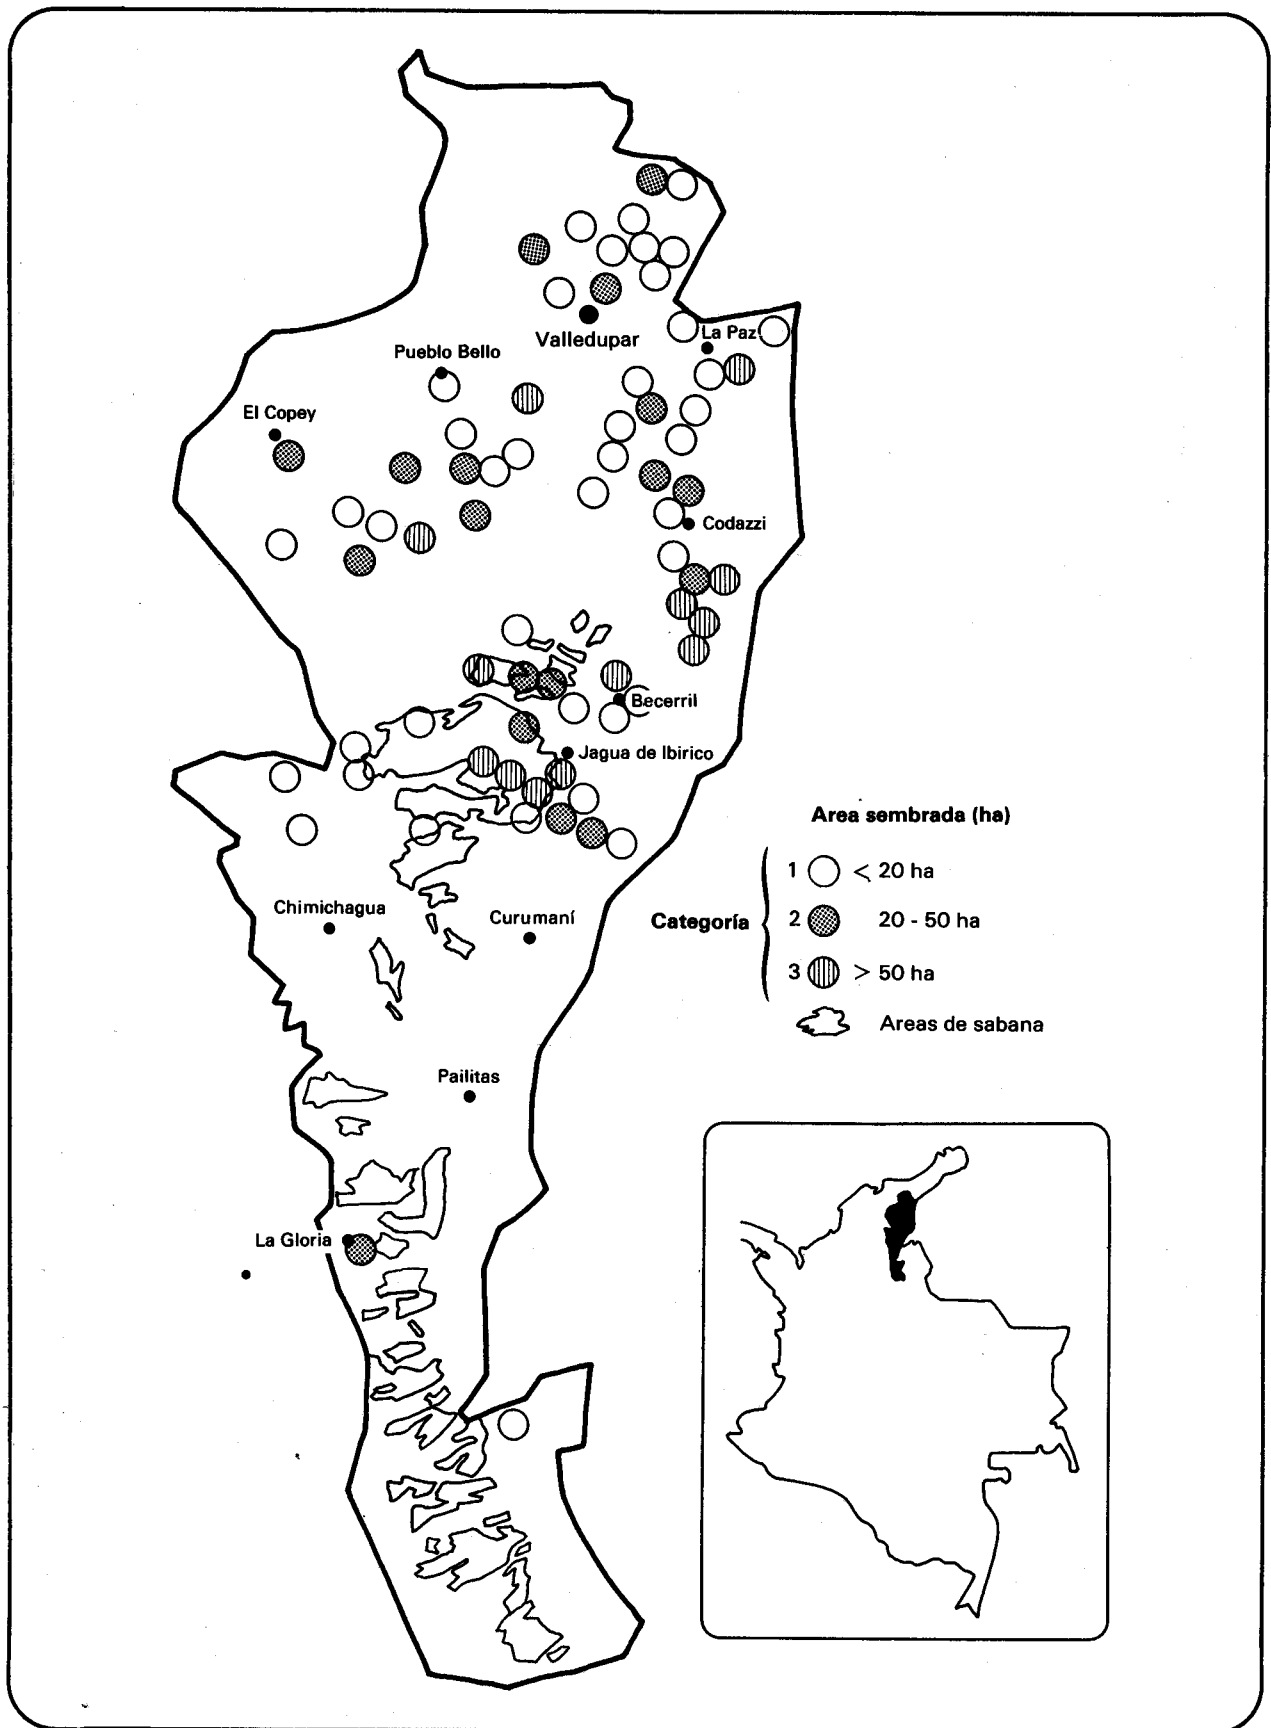 Valledupar
La Paz
Pueblo Bello
El Copey
Codazzi
Becerril
Jagua de Ibirico
Area sembrada (ha)
1 < 20 ha
Categoría 2 20 - 50 ha
3 > 50 ha
Areas de sabana
Chimichagua
Curumaní
Pailitas
La Gloria